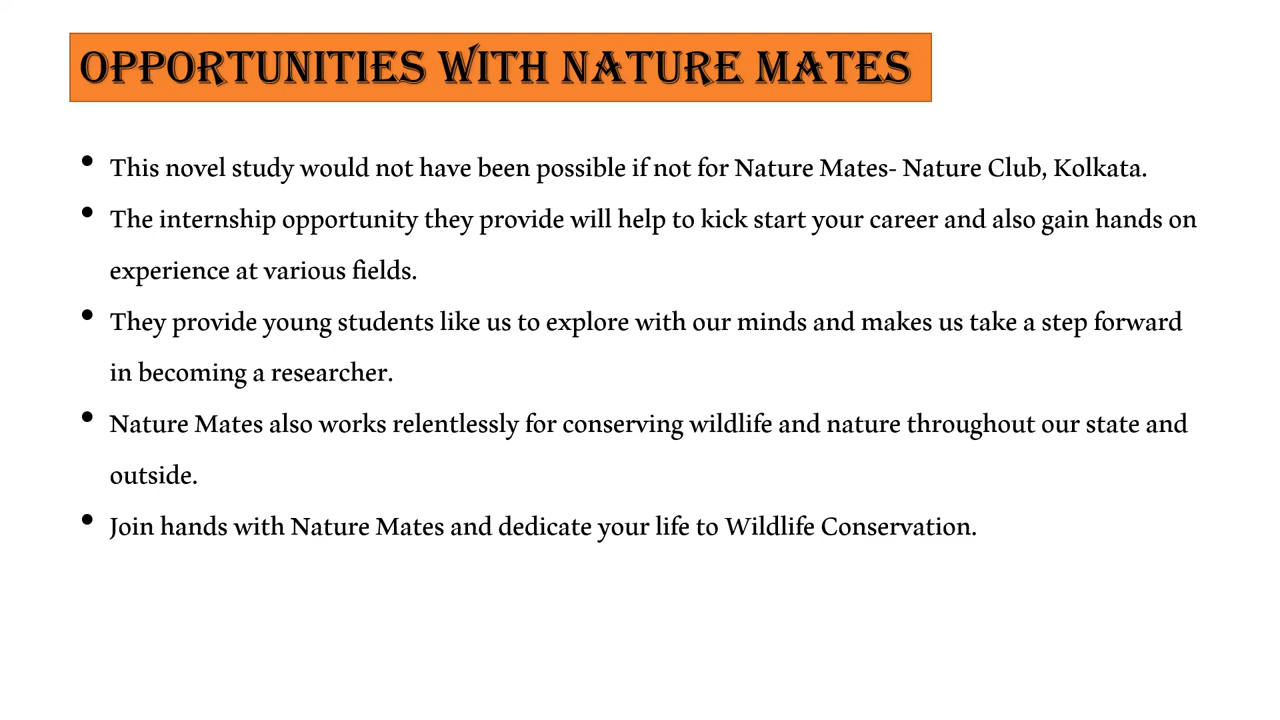 OPPORTUNITIES WITH NATURE MATES
• This novel study would not have been possible if not for Nature Mates- Nature Club, Kolkata.
• The internship opportunity they provide will help to kick start your career and also gain hands on
experience at various fields.
• They provide young students like us to explore with our minds and makes us take a step forward
in becoming a researcher.
• Nature Mates also works relentlessly for conserving wildlife and nature throughout our state and
outside.
• Join hands with Nature Mates and dedicate your life to Wildlife Conservation.